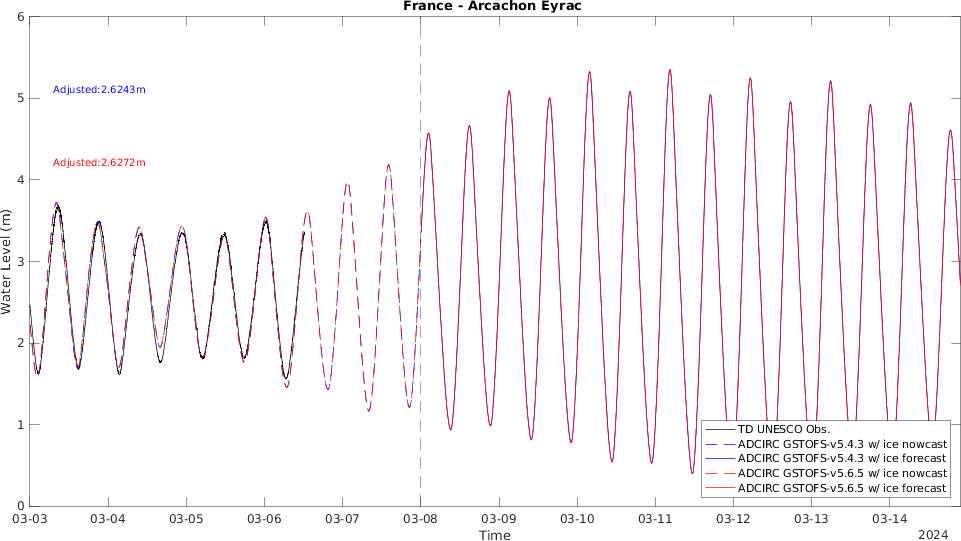 France - Arcachon Eyrac
Water Level (m)
6
5
4
3
2
1
0
Adjusted:2.6243m
Adjusted:2.6272m
TD UNESCO Obs.
ADCIRC GSTOFS-v5.4.3 w/ ice nowcast
ADCIRC GSTOFS-v5.4.3 w/ ice forecast
ADCIRC GSTOFS-v5.6.5 w/ ice nowcast
ADCIRC GSTOFS-v5.6.5 w/ ice forecast
03-03 03-04 03-05 03-06 03-07 03-08 03-09 03-10 03-11 03-12 03-13 03-14
Time
2024